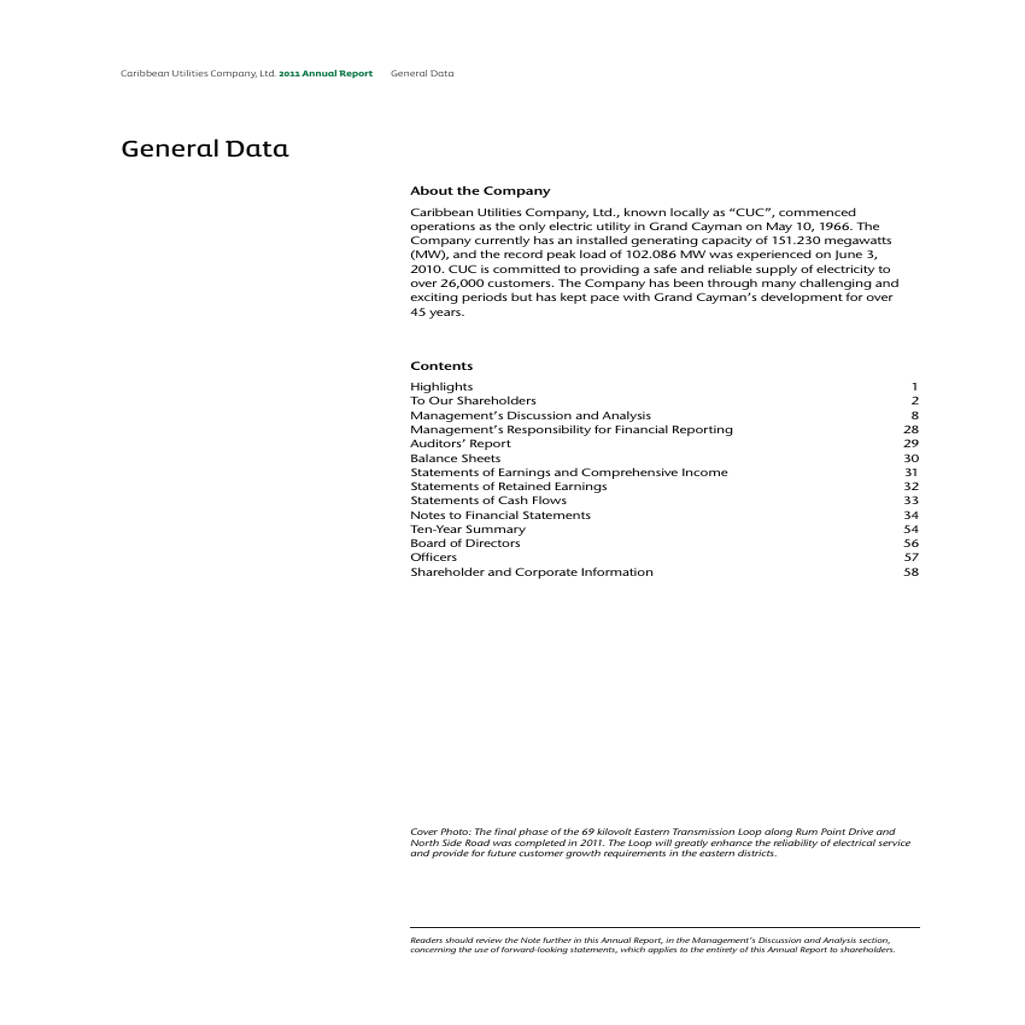 Caribbean Utilities Company, Ltd. 2011 Annual Report General Data
General Data
About the Company
Caribbean Utilities Company, Ltd., known locally as “CUC”, commenced
operations as the only electric utility in Grand Cayman on May 10, 1966. The
Company currently has an installed generating capacity of 151.230 megawatts
(MW), and the record peak load of 102.086 MW was experienced on June 3,
2010. CUC is committed to providing a safe and reliable supply of electricity to
over 26,000 customers. The Company has been through many challenging and
exciting periods but has kept pace with Grand Cayman’s development for over
45 years.
Contents
Highlights 1
To Our Shareholders 2
Management’s Discussion and Analysis 8
Management’s Responsibility for Financial Reporting 28
Auditors’ Report 29
Balance Sheets 30
Statements of Earnings and Comprehensive Income 31
Statements of Retained Earnings 32
Statements of Cash Flows 33
Notes to Financial Statements 34
Ten-Year Summary 54
Board of Directors 56
Officers 57
Shareholder and Corporate Information 58
Cover Photo: The final phase of the 69 kilovolt Eastern Transmission Loop along Rum Point Drive and
North Side Road was completed in 2011. The Loop will greatly enhance the reliability of electrical service
and provide for future customer growth requirements in the eastern districts.
Readers should review the Note further in this Annual Report, in the Management’s Discussion and Analysis section,
concerning the use of forward-looking statements, which applies to the entirety of this Annual Report to shareholders.